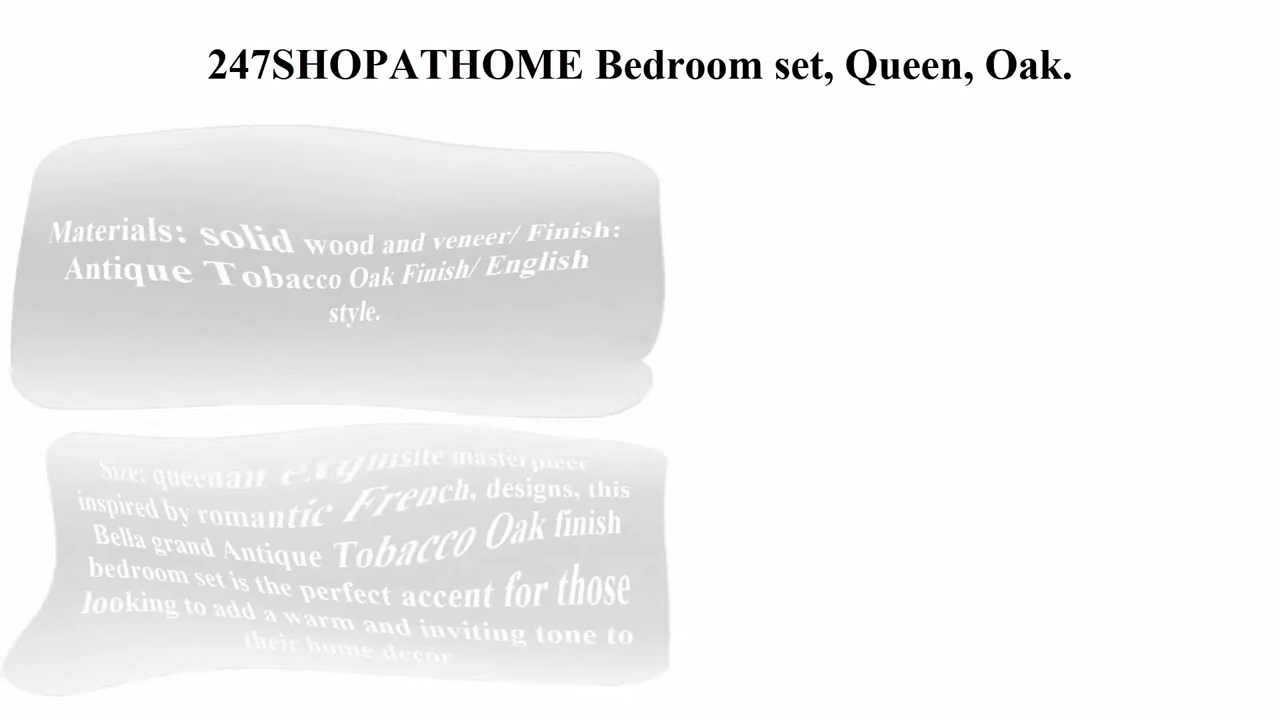 247SHOPATHOME Bedroom set, Queen, Oak.
Materials: solid wood and veneer/ Finish:
Antique Tobacco Oak Finish/ English
style.
Size: queenan exquisite masterpiece
inspired by romantic French. designs, this
Bella grand Antique Tobacco Oak finish
bedroom set is the perfect accent for those
looking to add a warm and inviting tone to
their home decor